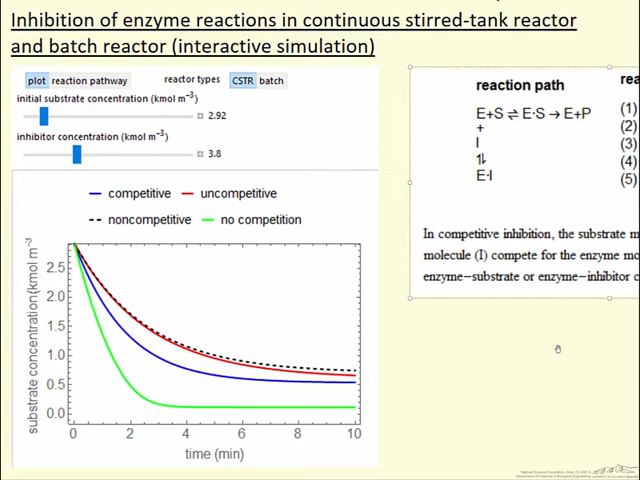 Inhibition of enzyme reactions in continuous stirred-tank reactor
and batch reactor (interactive simulation)
plot reaction pathway reactor types CSTR batch
initial substrate concentration (kmol m⁻³)
2.92
inhibitor concentration (kmol m⁻³)
3.8
competitive uncompetitive
noncompetitive no competition
substrate concentration(kmol m⁻³
2.5
2.0
1.5
1.0
0.5
0.0
0 2 4 6 8 10
time (min)
reaction path
E+S ⇌ E·S → E+P
+
I
⇅
E·I
rea
(1)
(2)
(3)
(4)
(5)
In competitive inhibition, the substrate m
molecule (I) compete for the enzyme mo
enzyme−substrate or enzyme−inhibitor c